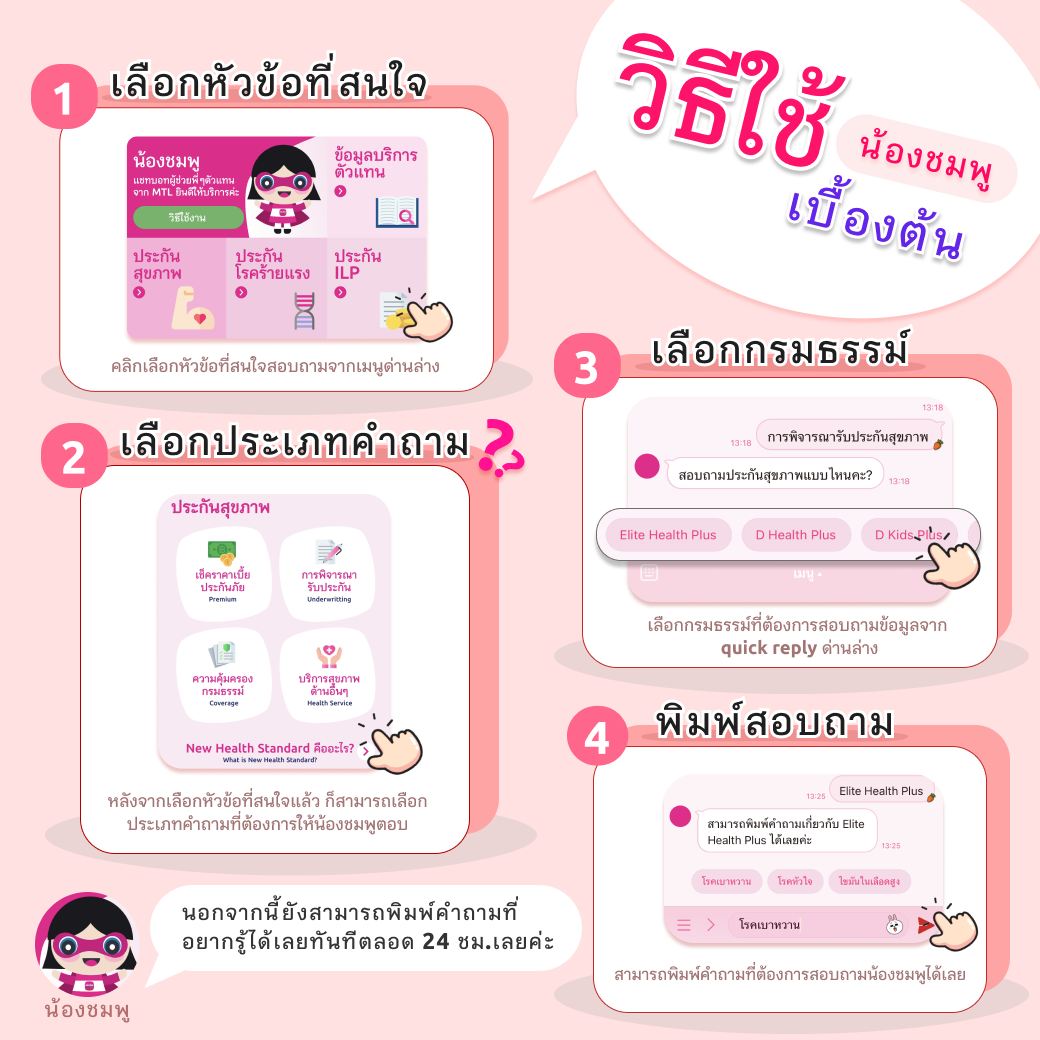 วิธีใช้
น้องชมพู
เบื้องต้น
1
เลือกหัวข้อที่สนใจ
น้องชมพู
แชทบอทผู้ช่วยพี่ๆตัวแทน
จาก MTL ยินดีให้บริการค่ะ
วิธีใช้งาน
ข้อมูลบริการ
ตัวแทน
ประกัน
สุขภาพ
ประกัน
โรคร้ายแรง
ประกัน
ILP
คลิกเลือกหัวข้อที่สนใจสอบถามจากเมนูด่านล่าง
2
เลือกประเภทคำถาม
??
ประกันสุขภาพ
เช็คราคาเบี้ย
ประกันภัย
Premium
การพิจารณา
รับประกัน
Underwritting
ความคุ้มครอง
กรมธรรม์
Coverage
บริการสุขภาพ
ด้านอื่นๆ
Health Service
New Health Standard คืออะไร?
What is New Health Standard?
หลังจากเลือกหัวข้อที่สนใจแล้ว ก็สามารถเลือก
ประเภทคำถามที่ต้องการให้น้องชมพูตอบ
3
เลือกกรมธรรม์
13:18
13:18
การพิจารณารับประกันสุขภาพ
สอบถามประกันสุขภาพแบบไหนคะ?
13:18
Elite Health Plus
D Health Plus
D Kids Plus
เมนู
เลือกกรมธรรม์ที่ต้องการสอบถามข้อมูลจาก
quick reply ด่านล่าง
4
พิมพ์สอบถาม
13:25
Elite Health Plus
สามารถพิมพ์คำถามเกี่ยวกับ Elite
Health Plus ได้เลยค่ะ
13:25
โรคเบาหวาน
โรคหัวใจ
ไขมันในเลือดสูง
โรคเบาหวาน
สามารถพิมพ์คำถามที่ต้องการสอบถามน้องชมพูได้เลย
นอกจากนี้ยังสามารถพิมพ์คำถามที่
อยากรู้ได้เลยทันทีตลอด 24 ชม.เลยค่ะ
น้องชมพู